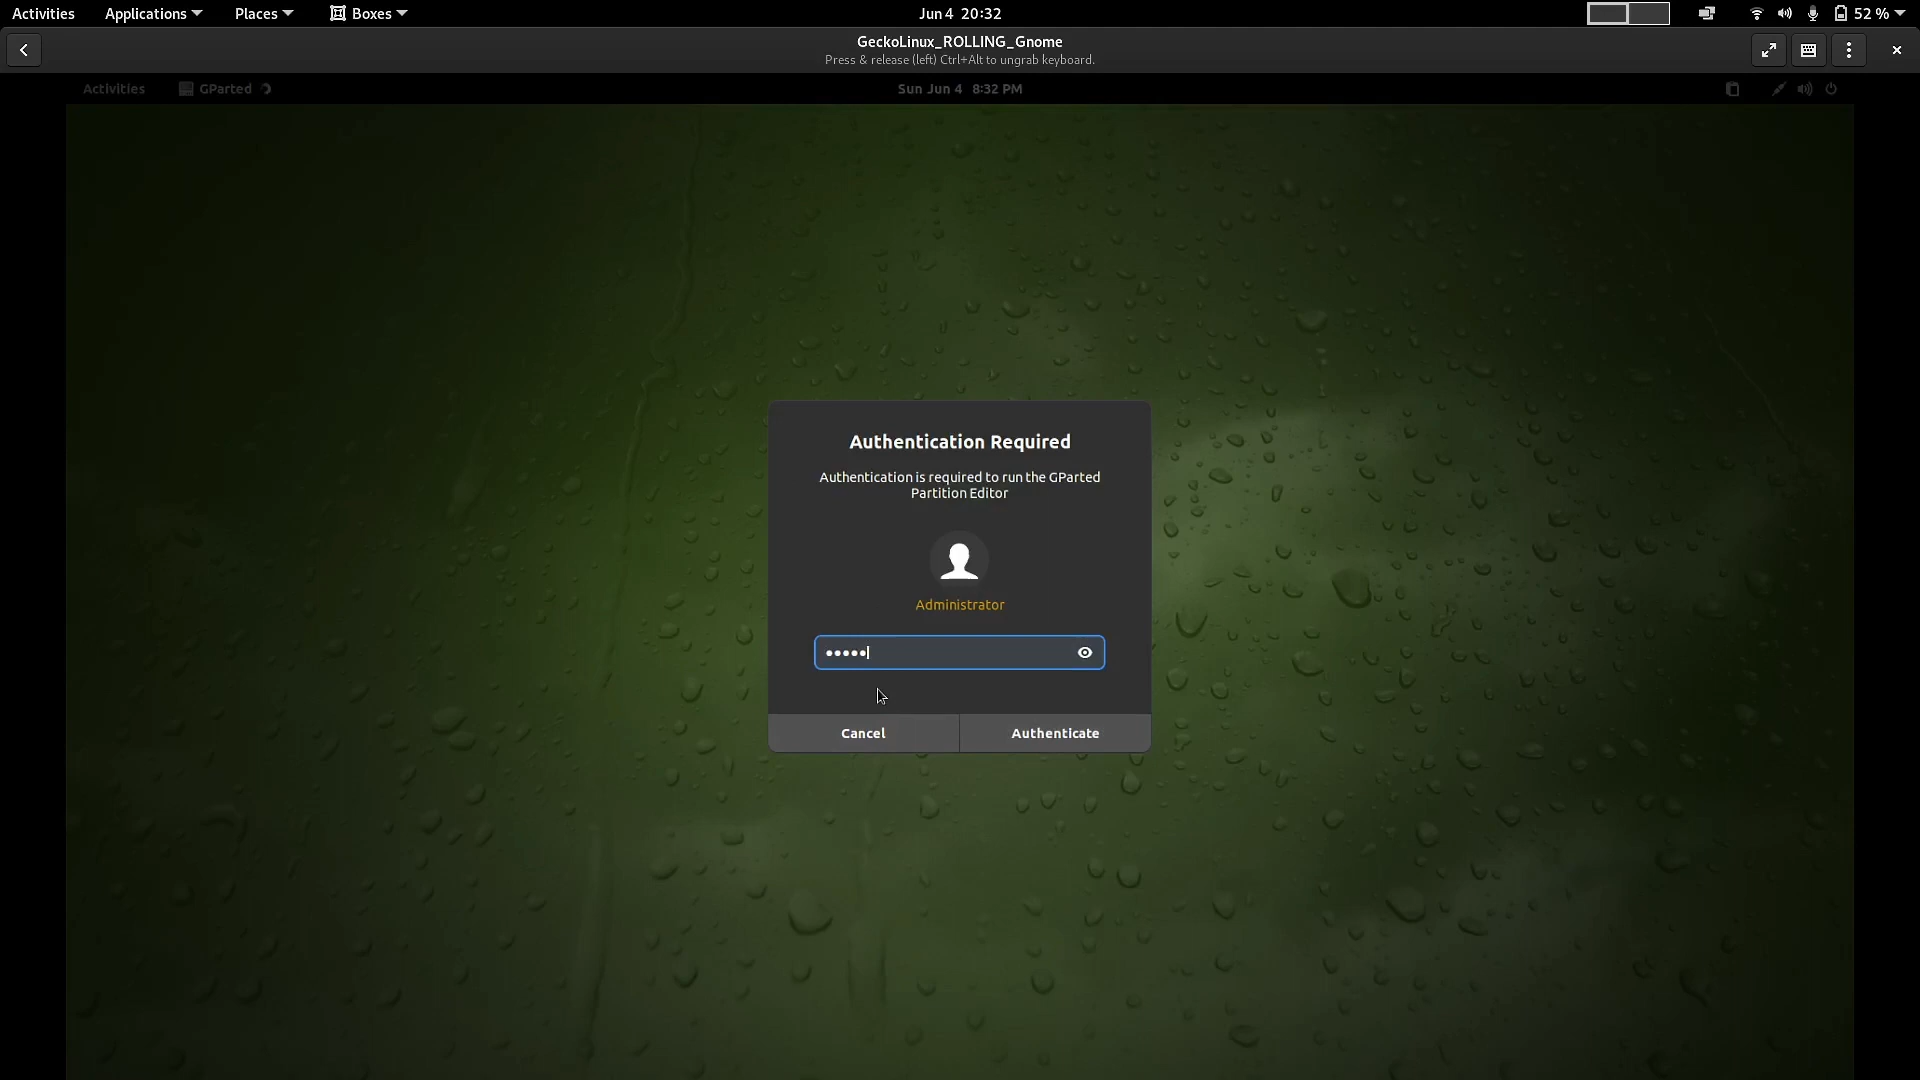 Activities Applications Places Boxes Jun 4 20:32 52 %
GeckoLinux_ROLLING_Gnome
Press & release (left) Ctrl+Alt to ungrab keyboard.
Activities GParted Sun Jun 4 8:32 PM
Authentication Required
Authentication is required to run the GParted
Partition Editor
Administrator
•••••
Cancel Authenticate